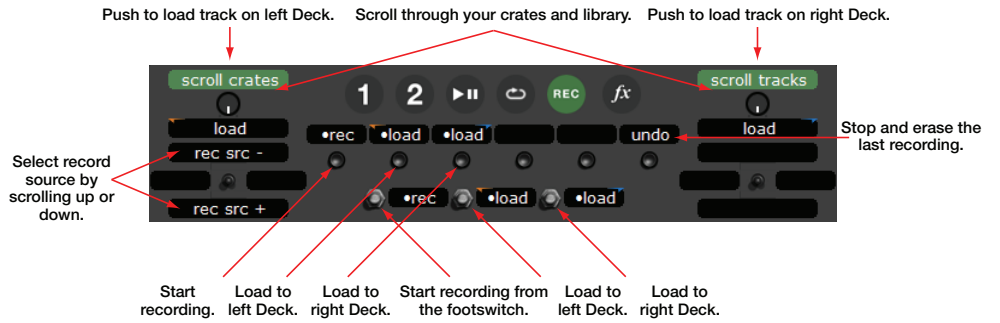 Push to load track on left Deck.
Scroll through your crates and library.
Push to load track on right Deck.
scroll crates
scroll tracks
1 2 REC fx
load
•rec •load •load undo
load
Stop and erase the
last recording.
rec src -
Select record
source by
scrolling up or
down.
rec src +
•rec •load •load
Start
recording.
Load to
left Deck.
Load to
right Deck.
Start recording from
the footswitch.
Load to
left Deck.
Load to
right Deck.